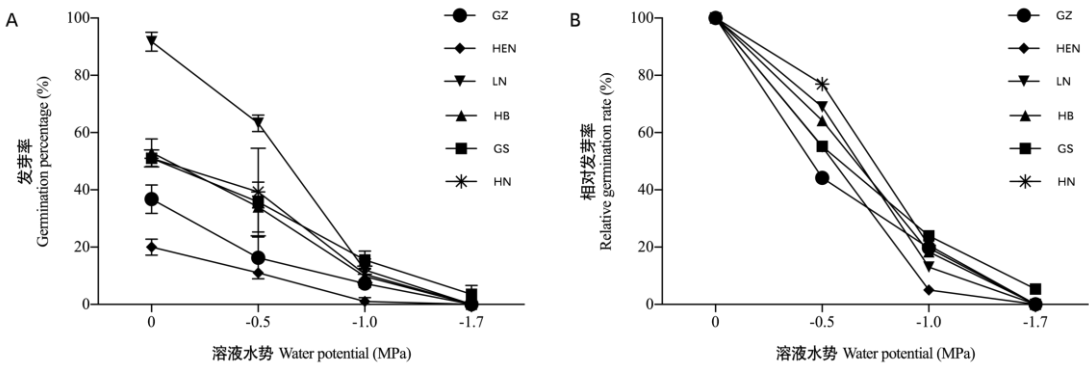 A
发芽率
Germination percentage (%)
100
80
60
40
20
0
0
-0.5
-1.0
-1.7
溶液水势 Water potential (MPa)
GZ
HEN
LN
HB
GS
HN
B
相对发芽率
Relative germination rate (%)
100
80
60
40
20
0
0
-0.5
-1.0
-1.7
溶液水势 Water potential (MPa)
GZ
HEN
LN
HB
GS
HN